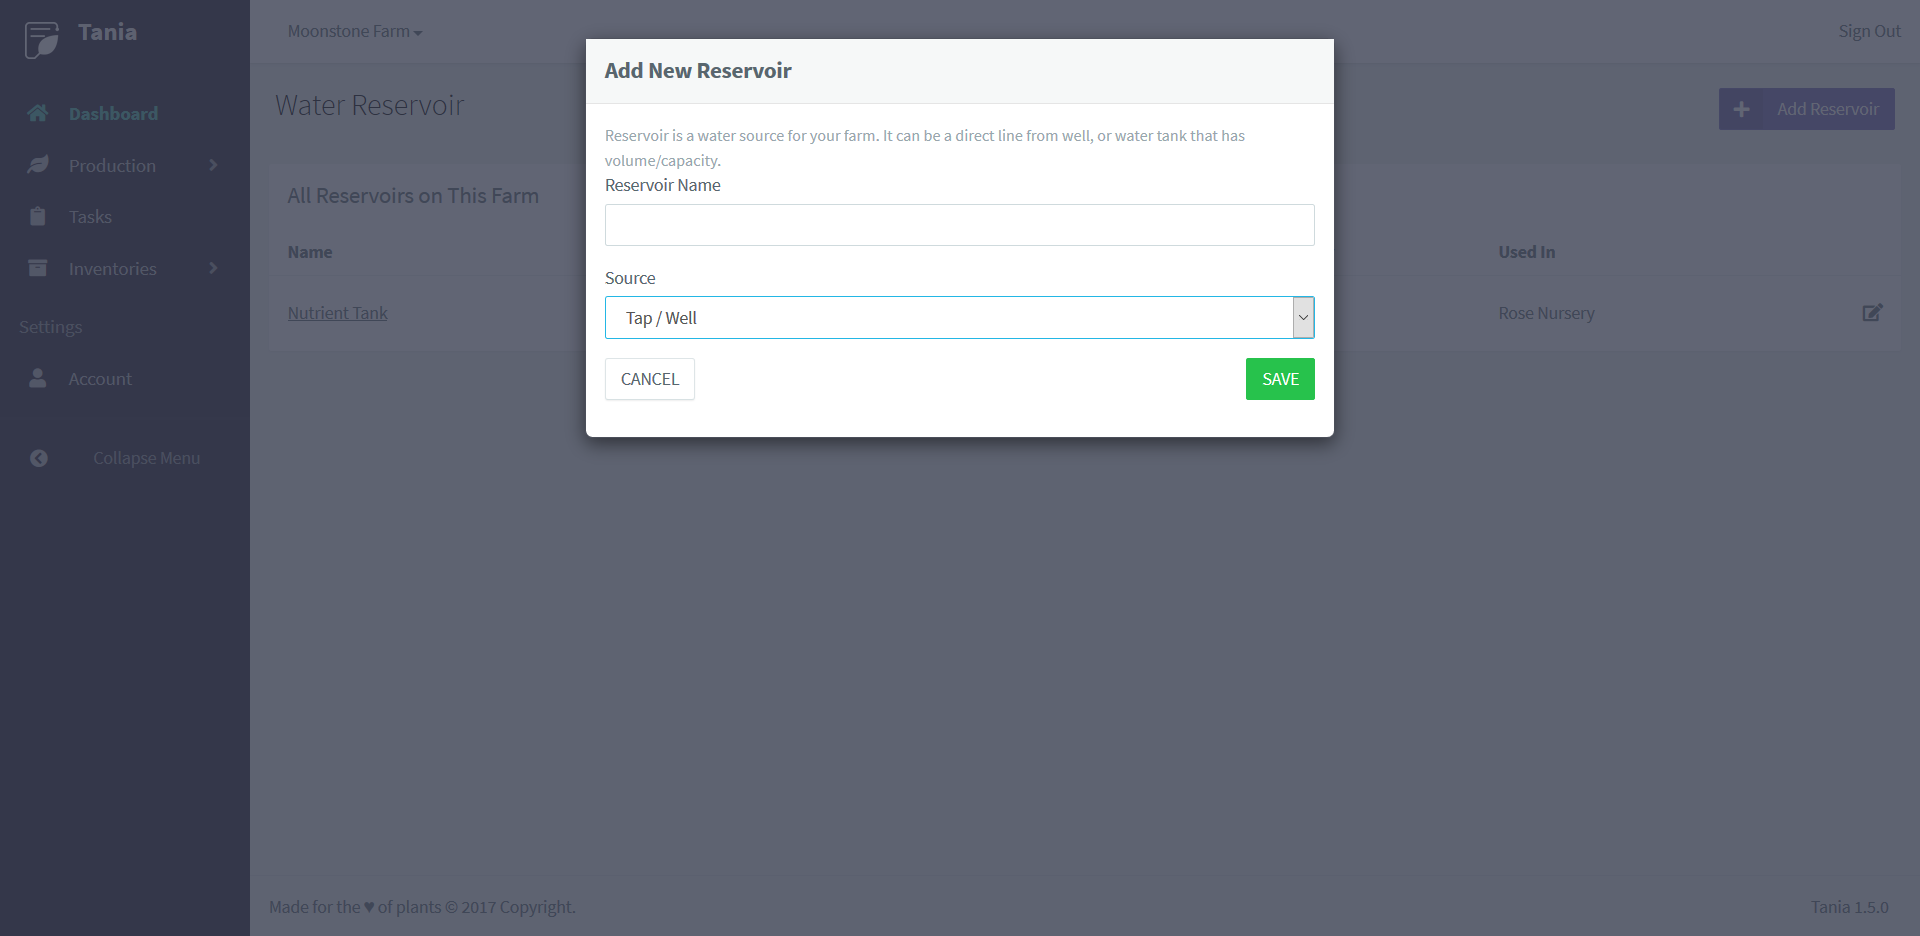 Tania
Dashboard
Production
Tasks
Inventories
Settings
Account
Collapse Menu
Moonstone Farm
Sign Out
Water Reservoir
Add Reservoir
All Reservoirs on This Farm
Name
Used In
Nutrient Tank
Rose Nursery
Add New Reservoir
Reservoir is a water source for your farm. It can be a direct line from well, or water tank that has
volume/capacity.
Reservoir Name
Source
Tap / Well
CANCEL
SAVE
Made for the ♥ of plants © 2017 Copyright.
Tania 1.5.0